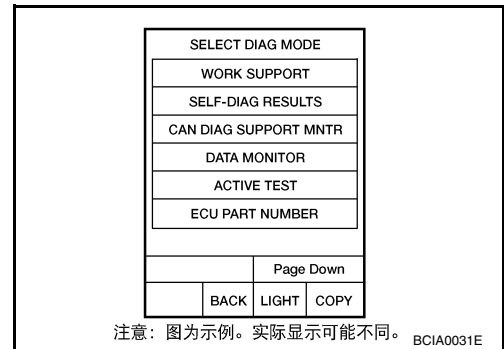 SELECT DIAG MODE
WORK SUPPORT
SELF-DIAG RESULTS
CAN DIAG SUPPORT MNTR
DATA MONITOR
ACTIVE TEST
ECU PART NUMBER
Page Down
BACK LIGHT COPY
注意：图为示例。实际显示可能不同。 BCIA0031E